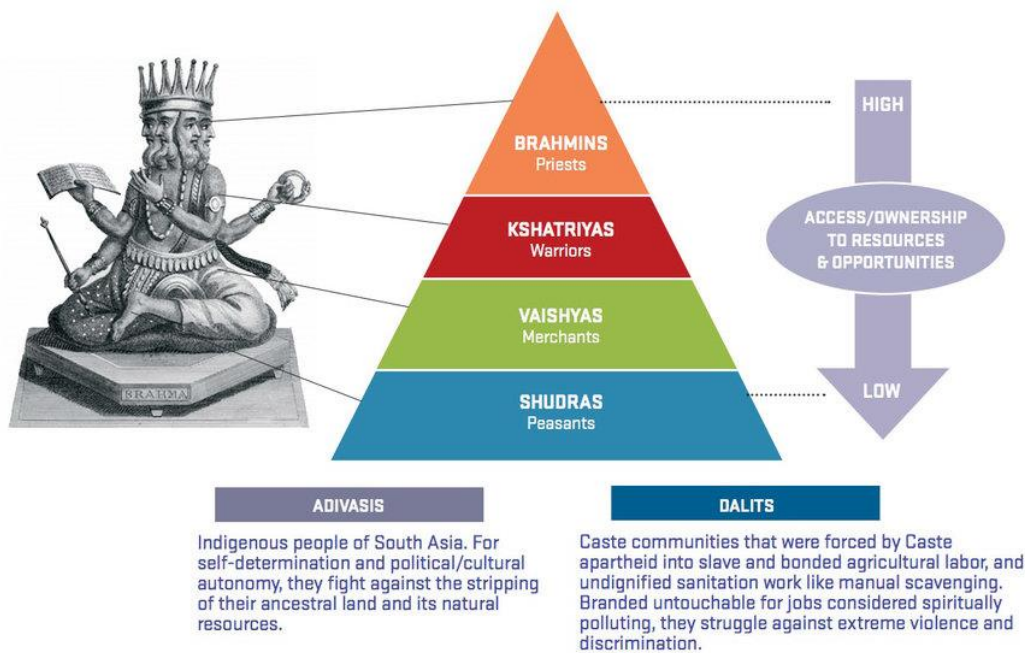 BRAHMINS
Priests
KSHATRIYAS
Warriors
VAISHYAS
Merchants
SHUDRAS
Peasants
HIGH
ACCESS/OWNERSHIP
TO RESOURCES
& OPPORTUNITIES
LOW
BRAHMA
ADIVASIS
Indigenous people of South Asia. For
self-determination and political/cultural
autonomy, they fight against the stripping
of their ancestral land and its natural
resources.
DALITS
Caste communities that were forced by Caste
apartheid into slave and bonded agricultural labor, and
undignified sanitation work like manual scavenging.
Branded untouchable for jobs considered spiritually
polluting, they struggle against extreme violence and
discrimination.